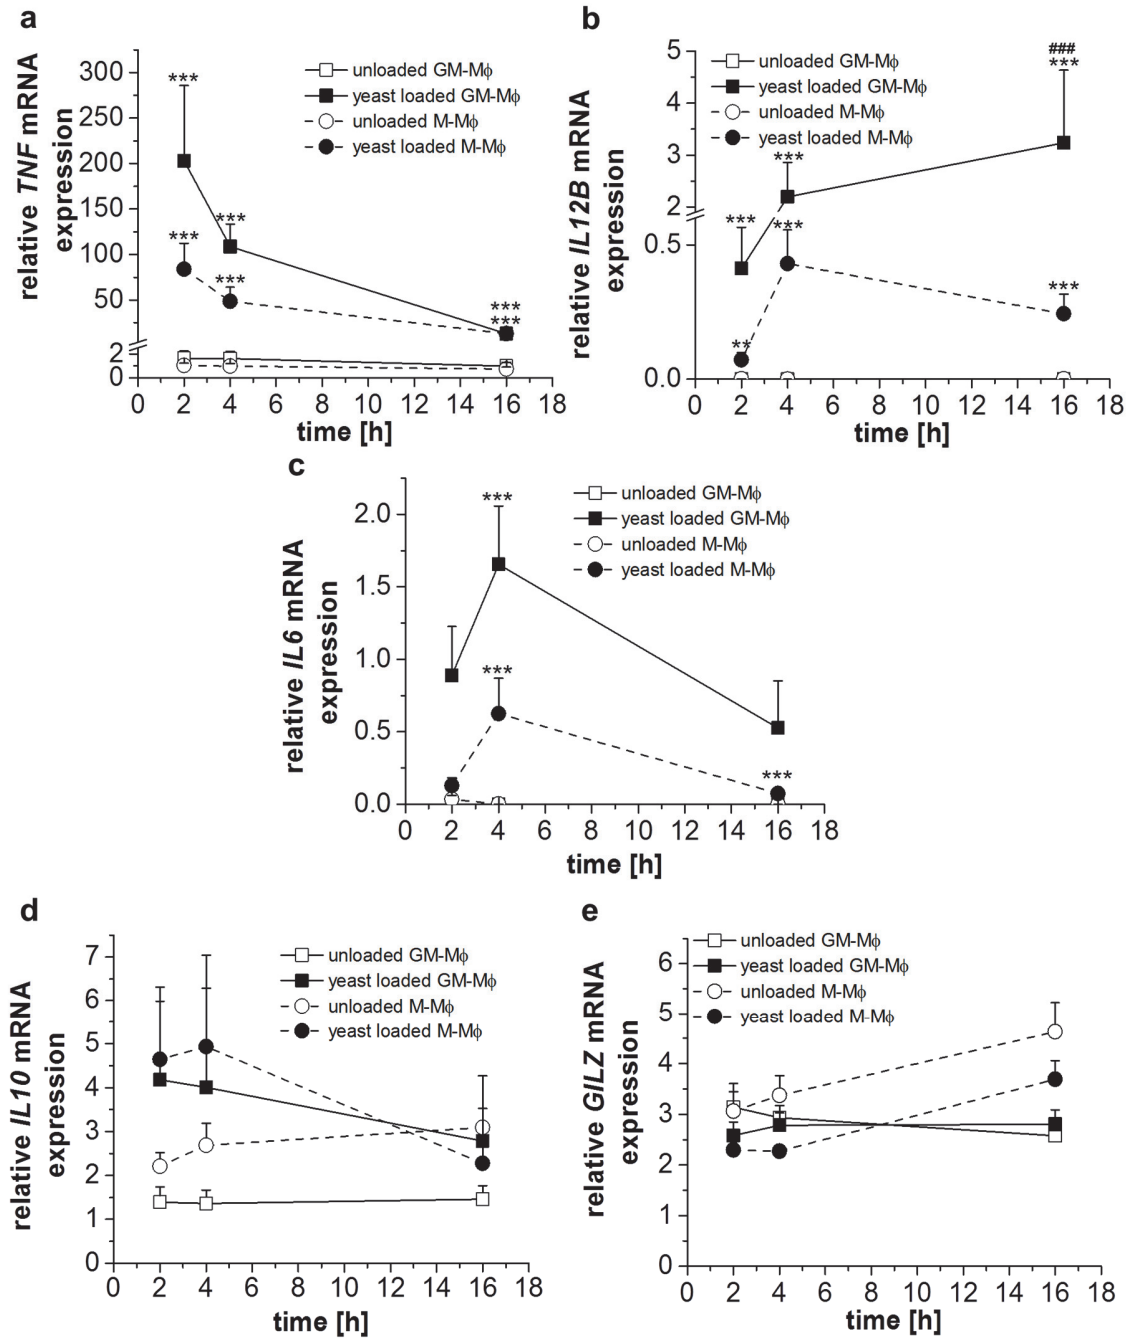 a
relative TNF mRNA
expression
300
250
200
150
100
50
2
0
0 2 4 6 8 10 12 14 16 18
time [h]
unloaded GM-Mϕ
yeast loaded GM-Mϕ
unloaded M-Mϕ
yeast loaded M-Mϕ
***
***
***
***
***
***
b
relative IL12B mRNA
expression
5
4
3
2
0.5
0.0
0 2 4 6 8 10 12 14 16 18
time [h]
unloaded GM-Mϕ
yeast loaded GM-Mϕ
unloaded M-Mϕ
yeast loaded M-Mϕ
###
***
***
***
***
***
**
c
relative IL6 mRNA
expression
2.0
1.5
1.0
0.5
0.0
0 2 4 6 8 10 12 14 16 18
time [h]
unloaded GM-Mϕ
yeast loaded GM-Mϕ
unloaded M-Mϕ
yeast loaded M-Mϕ
***
***
***
d
relative IL10 mRNA
expression
7
6
5
4
3
2
1
0
0 2 4 6 8 10 12 14 16 18
time [h]
unloaded GM-Mϕ
yeast loaded GM-Mϕ
unloaded M-Mϕ
yeast loaded M-Mϕ
e
relative GILZ mRNA
expression
6
5
4
3
2
1
0
0 2 4 6 8 10 12 14 16 18
time [h]
unloaded GM-Mϕ
yeast loaded GM-Mϕ
unloaded M-Mϕ
yeast loaded M-Mϕ